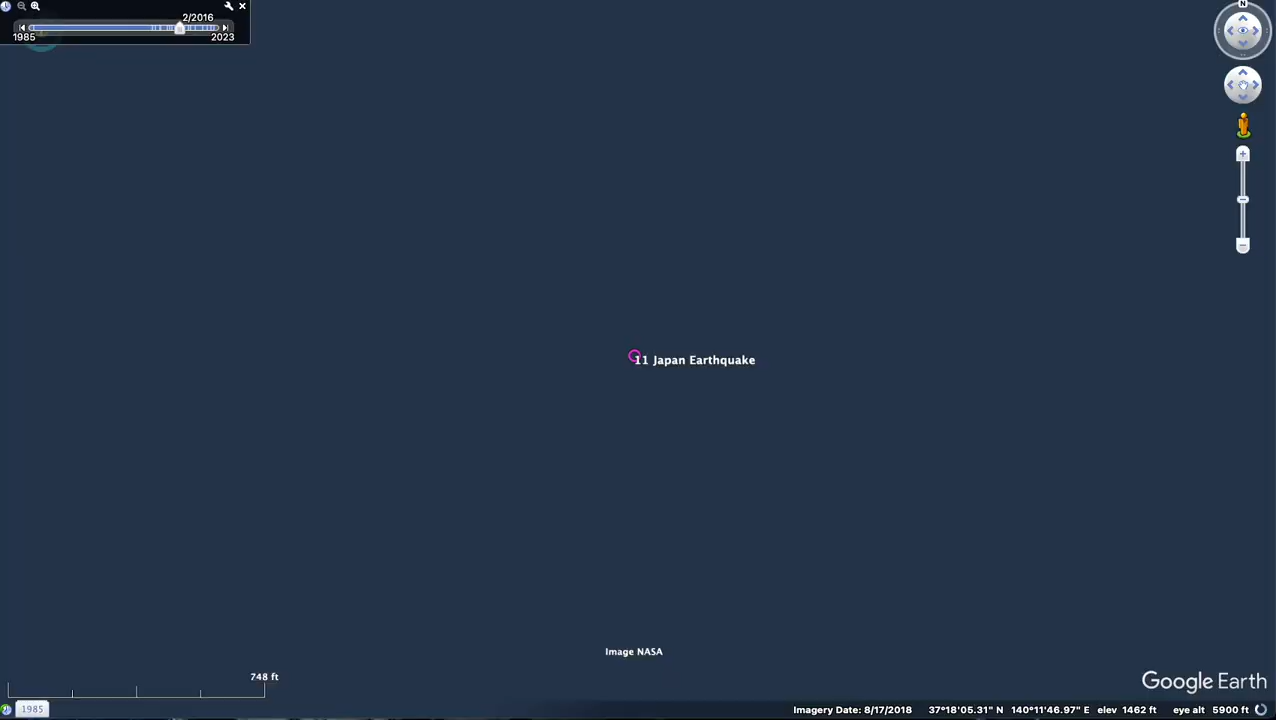 2/2016
1985
2023
N
11 Japan Earthquake
Image NASA
748 ft
Google Earth
1985
Imagery Date: 8/17/2018 37°18'05.31" N 140°11'46.97" E elev 1462 ft eye alt 5900 ft